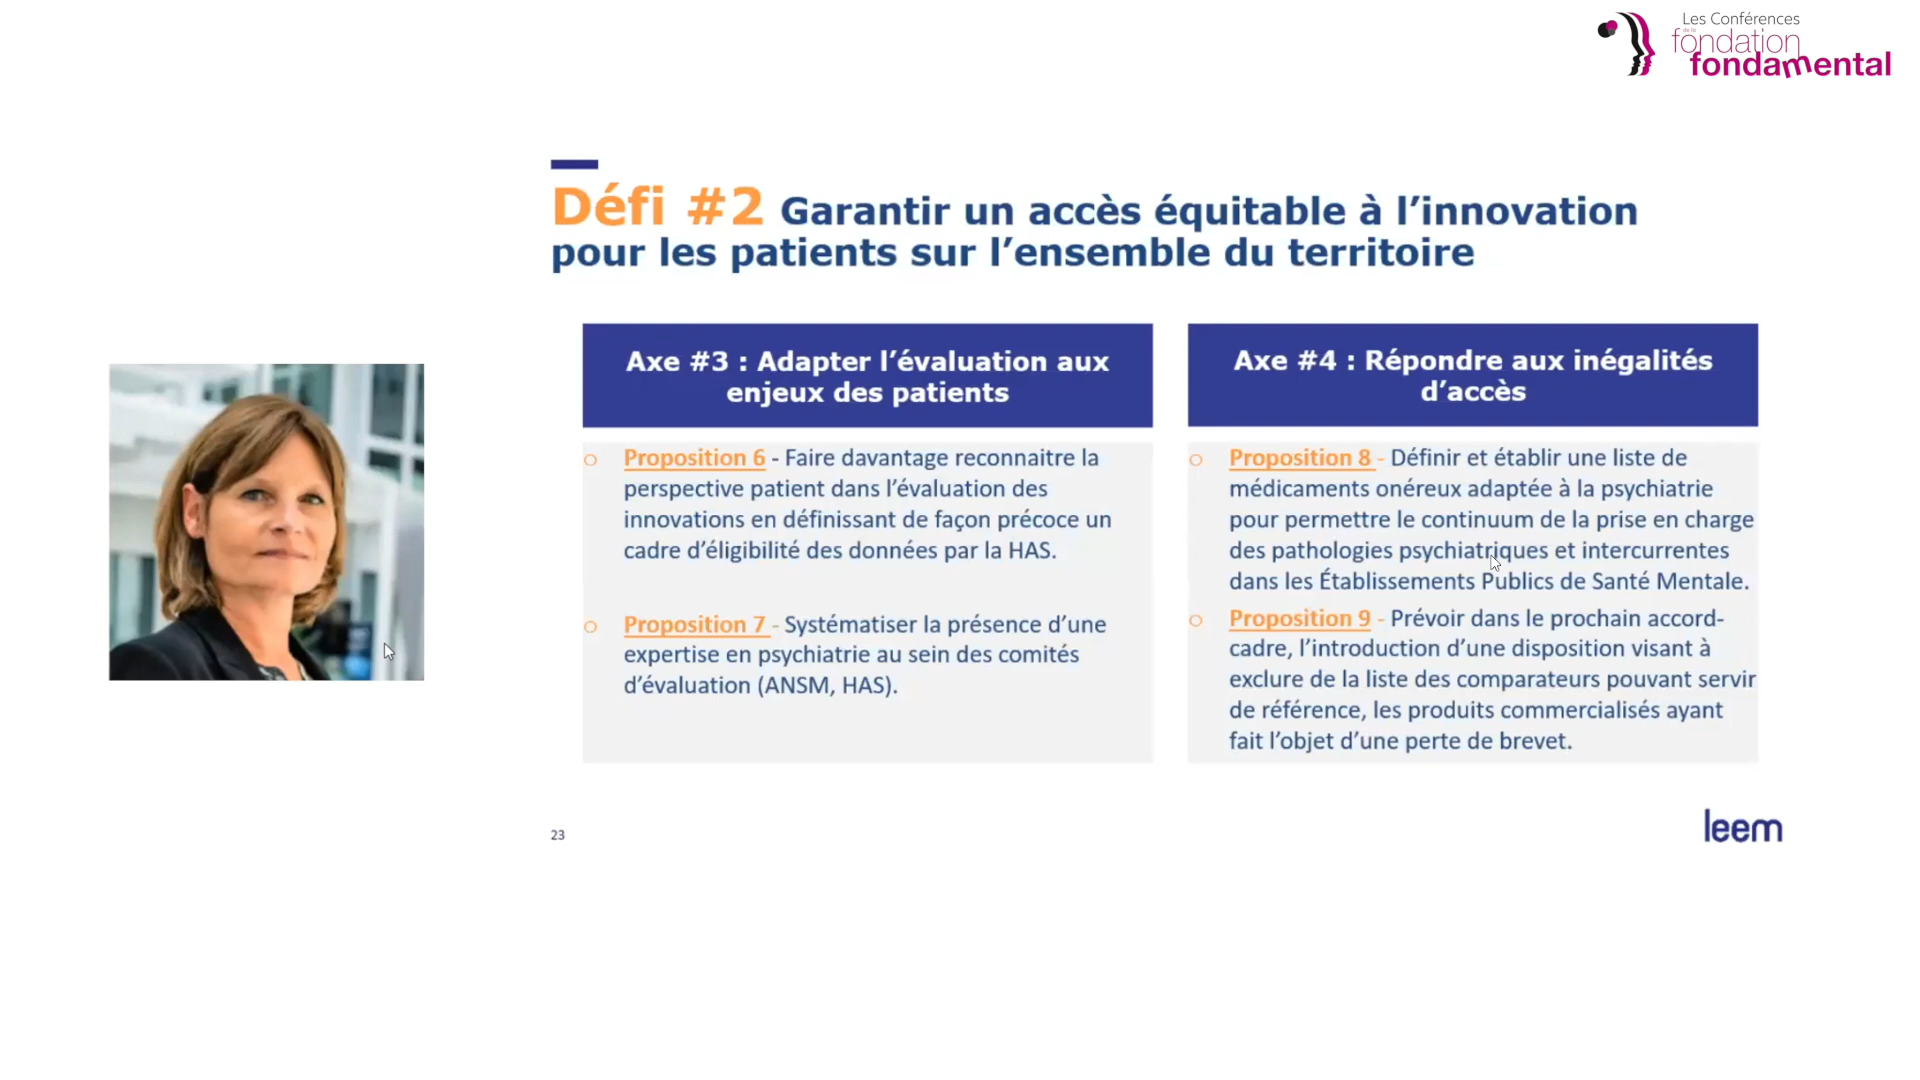 Les Conférences
de la
fondation
fondamental
Défi #2 Garantir un accès équitable à l’innovation
pour les patients sur l’ensemble du territoire
Axe #3 : Adapter l’évaluation aux
enjeux des patients
o Proposition 6 - Faire davantage reconnaitre la
perspective patient dans l’évaluation des
innovations en définissant de façon précoce un
cadre d’éligibilité des données par la HAS.
o Proposition 7 - Systématiser la présence d’une
expertise en psychiatrie au sein des comités
d’évaluation (ANSM, HAS).
Axe #4 : Répondre aux inégalités
d’accès
o Proposition 8 - Définir et établir une liste de
médicaments onéreux adaptée à la psychiatrie
pour permettre le continuum de la prise en charge
des pathologies psychiatriques et intercurrentes
dans les Établissements Publics de Santé Mentale.
o Proposition 9 - Prévoir dans le prochain accord-
cadre, l’introduction d’une disposition visant à
exclure de la liste des comparateurs pouvant servir
de référence, les produits commercialisés ayant
fait l’objet d’une perte de brevet.
23
leem